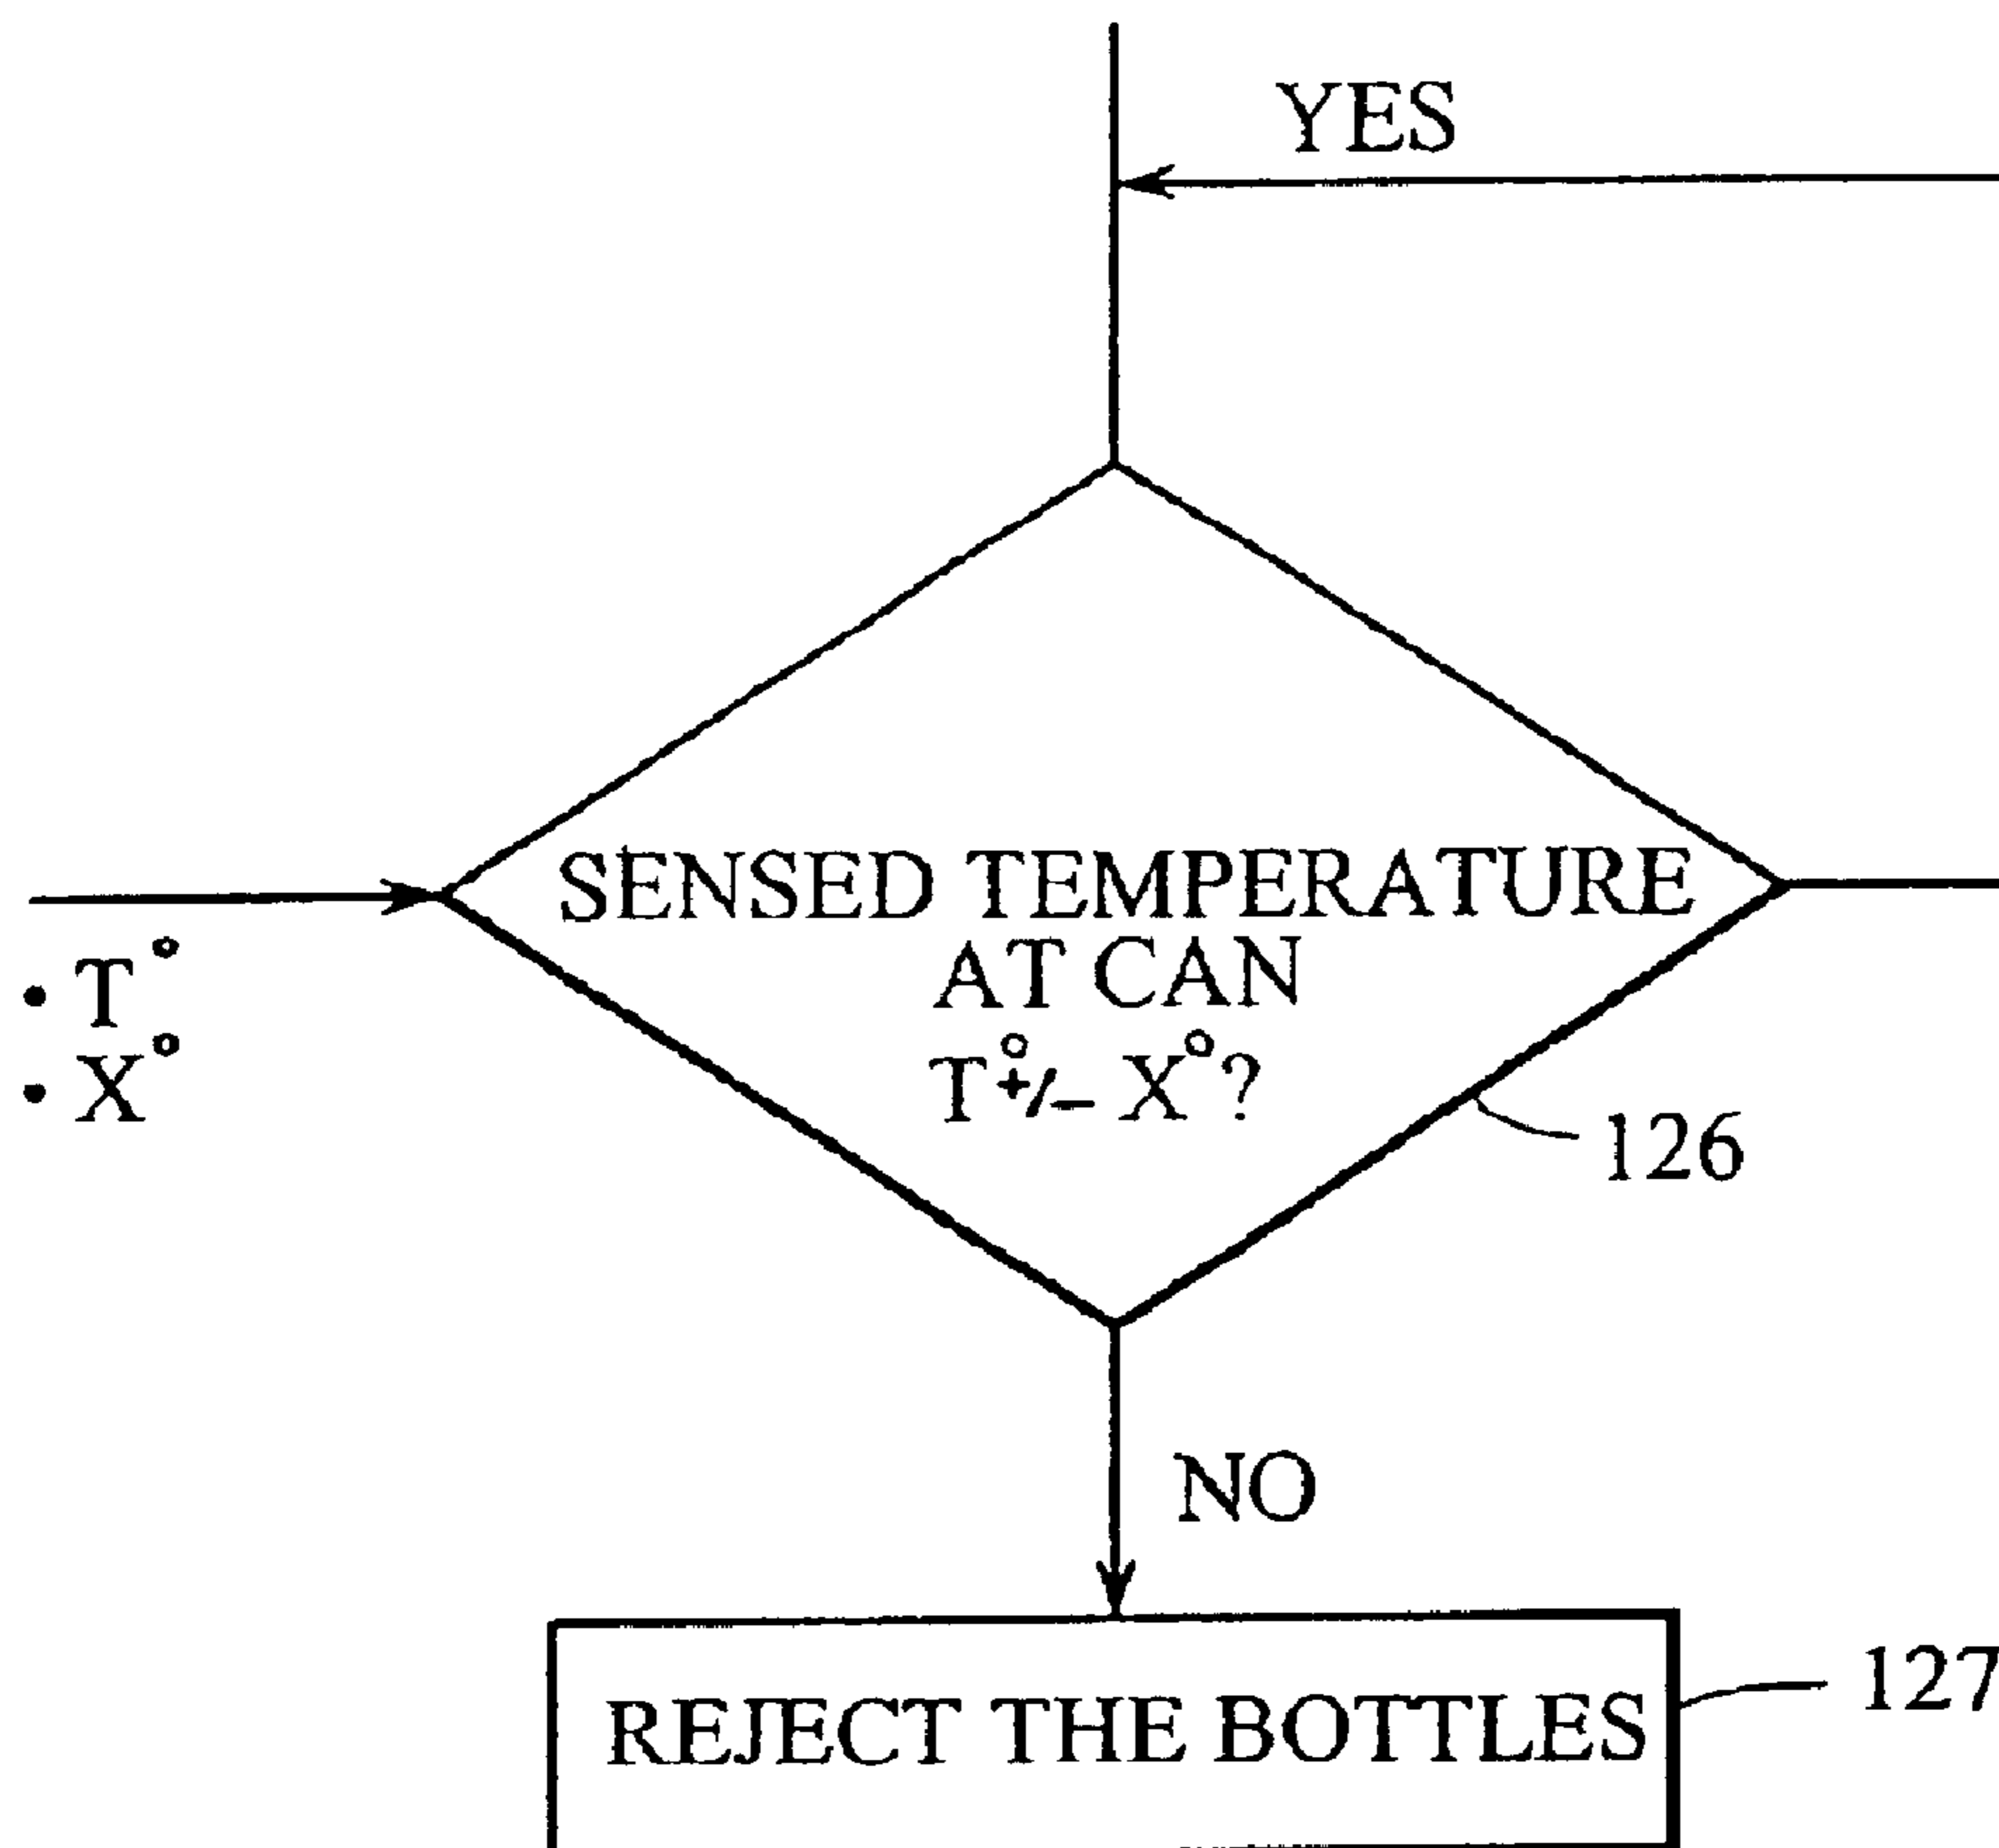 YES
SENSED TEMPERATURE
AT CAN
T°+/- X°?
• T°
• X°
126
NO
127
REJECT THE BOTTLES